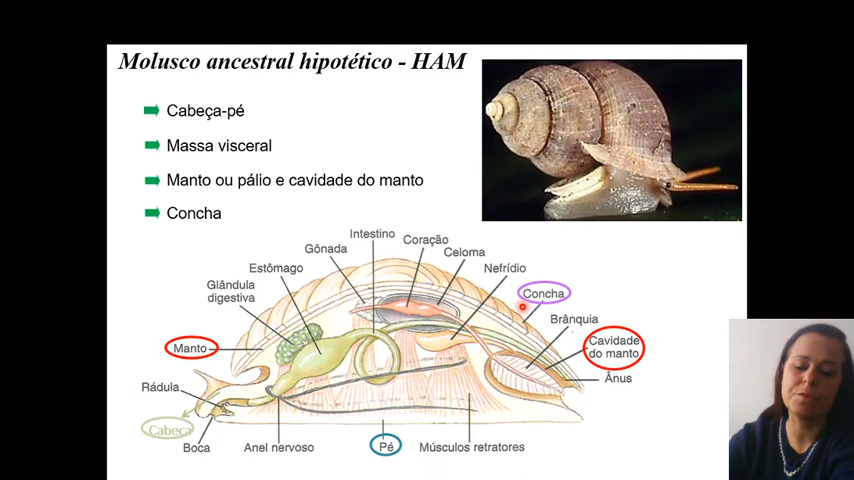 Molusco ancestral hipotético - HAM
Cabeça-pé
Massa visceral
Manto ou pálio e cavidade do manto
Concha
Intestino
Gônada
Coração
Celoma
Estômago
Nefrídio
Glândula
digestiva
Concha
Brânquia
Manto
Cavidade
do manto
Ânus
Rádula
Cabeça
Boca
Anel nervoso
Pé
Músculos retratores